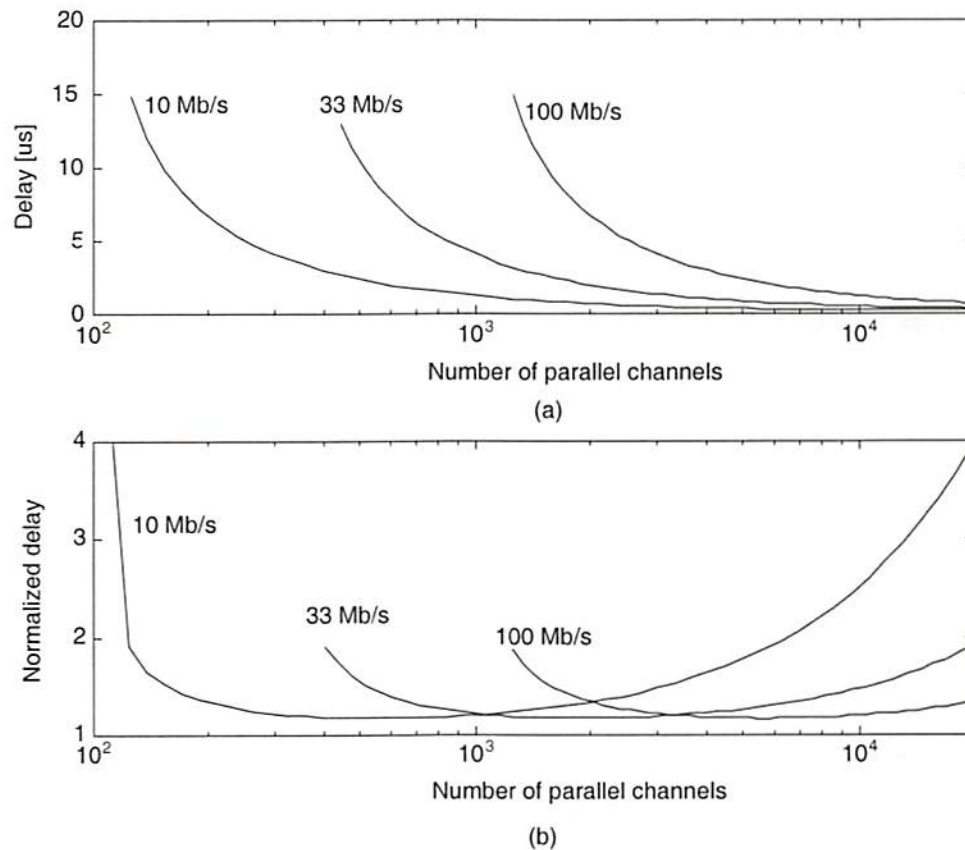 20
15
10
5
0
Delay [us]
10 Mb/s
33 Mb/s
100 Mb/s
10²
10³
10⁴
Number of parallel channels
(a)
4
3
2
1
Normalized delay
10 Mb/s
33 Mb/s
100 Mb/s
10²
10³
10⁴
Number of parallel channels
(b)